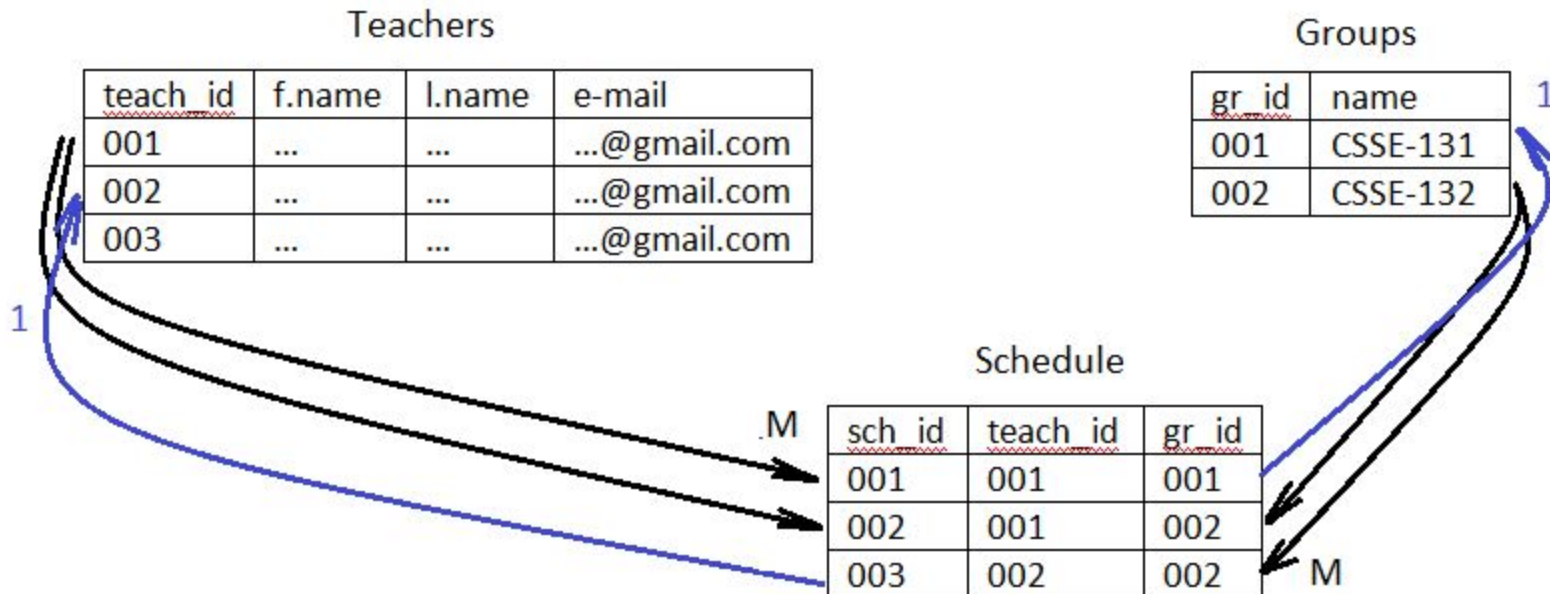 Teachers
teach_id f.name l.name e-mail
001 ... ... ...@gmail.com
002 ... ... ...@gmail.com
003 ... ... ...@gmail.com
1
Groups
gr_id name
001 CSSE-131
002 CSSE-132
1
Schedule
M
sch_id teach_id gr_id
001 001 001
002 001 002
003 002 002
M